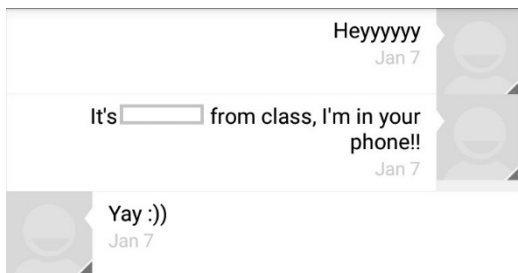 Heyyyyyy
Jan 7
It's from class, I'm in your
phone!!
Jan 7
Yay :))
Jan 7